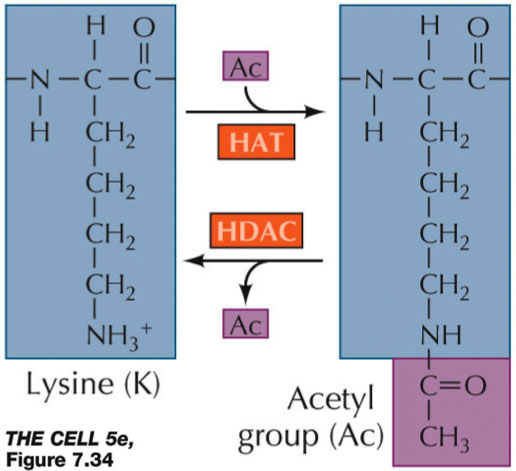 H O
–N–C–C–
H CH₂
CH₂
CH₂
CH₂
NH₃⁺
Lysine (K)
Ac
HAT
HDAC
Ac
H O
–N–C–C–
H CH₂
CH₂
CH₂
CH₂
NH
C=O
CH₃
Acetyl
group (Ac)
THE CELL 5e,
Figure 7.34